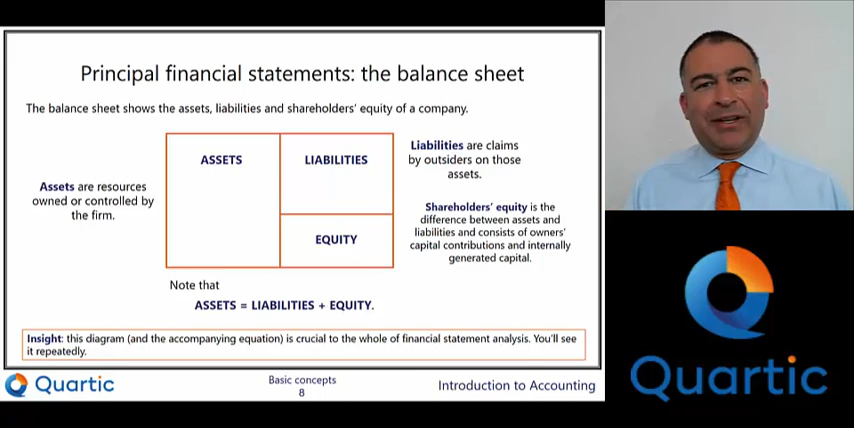 Principal financial statements: the balance sheet
The balance sheet shows the assets, liabilities and shareholders' equity of a company.
Assets are resources
owned or controlled by
the firm.
ASSETS
LIABILITIES
EQUITY
Liabilities are claims
by outsiders on those
assets.
Shareholders' equity is the
difference between assets and
liabilities and consists of owners'
capital contributions and internally
generated capital.
Note that
ASSETS = LIABILITIES + EQUITY.
Insight: this diagram (and the accompanying equation) is crucial to the whole of financial statement analysis. You'll see
it repeatedly.
Quartic
Basic concepts
8
Introduction to Accounting
Quartic